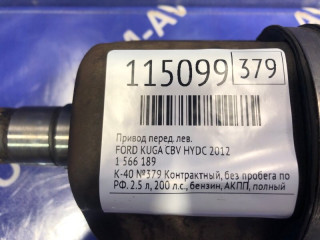 115099 379
Привод перед. лев.
FORD KUGA CBV HYDC 2012
1 566 189
К-40 №379 Контрактный, без пробега по
РФ. 2.5 л, 200 л.с., бензин, АКПП, полный